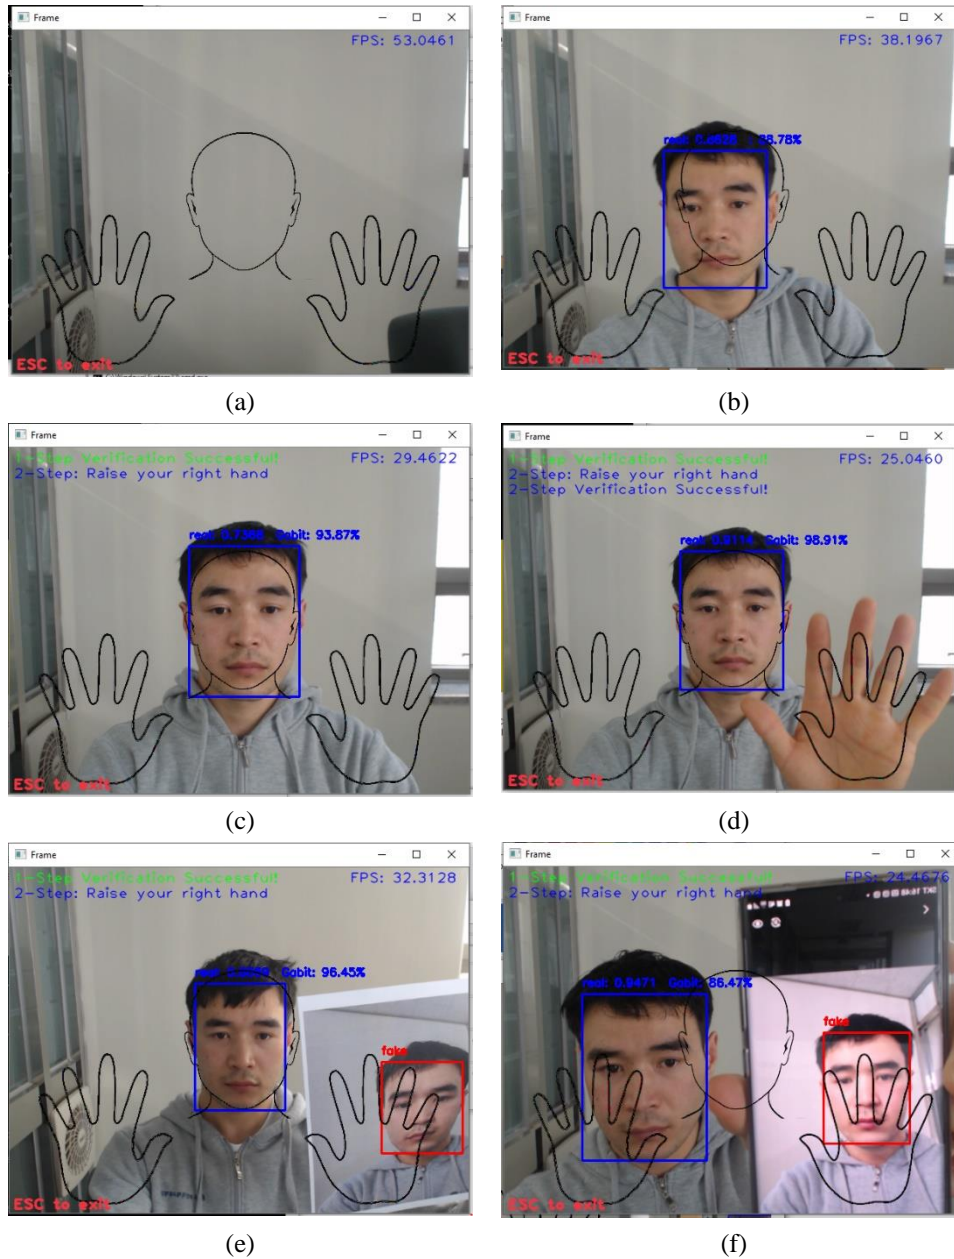 Frame
FPS: 53.0461
ESC to exit
(a)
Frame
FPS: 38.1967
real:
ESC to exit
(b)
Frame
1-Step Verification Successful!
FPS: 29.4622
2-Step: Raise your right hand
real: Gabit: 93.87%
ESC to exit
(c)
Frame
1-Step Verification Successful!
FPS: 25.0460
2-Step: Raise your right hand
2-Step Verification Successful!
real: Gabit: 98.91%
ESC to exit
(d)
Frame
1-Step Verification Successful!
FPS: 32.3128
2-Step: Raise your right hand
real: Gabit: 96.45%
fake
ESC to exit
(e)
Frame
1-Step Verification Successful!
FPS: 24.4676
2-Step: Raise your right hand
real: 0.9471 Gabit: 86.47%
fake
ESC to exit
(f)